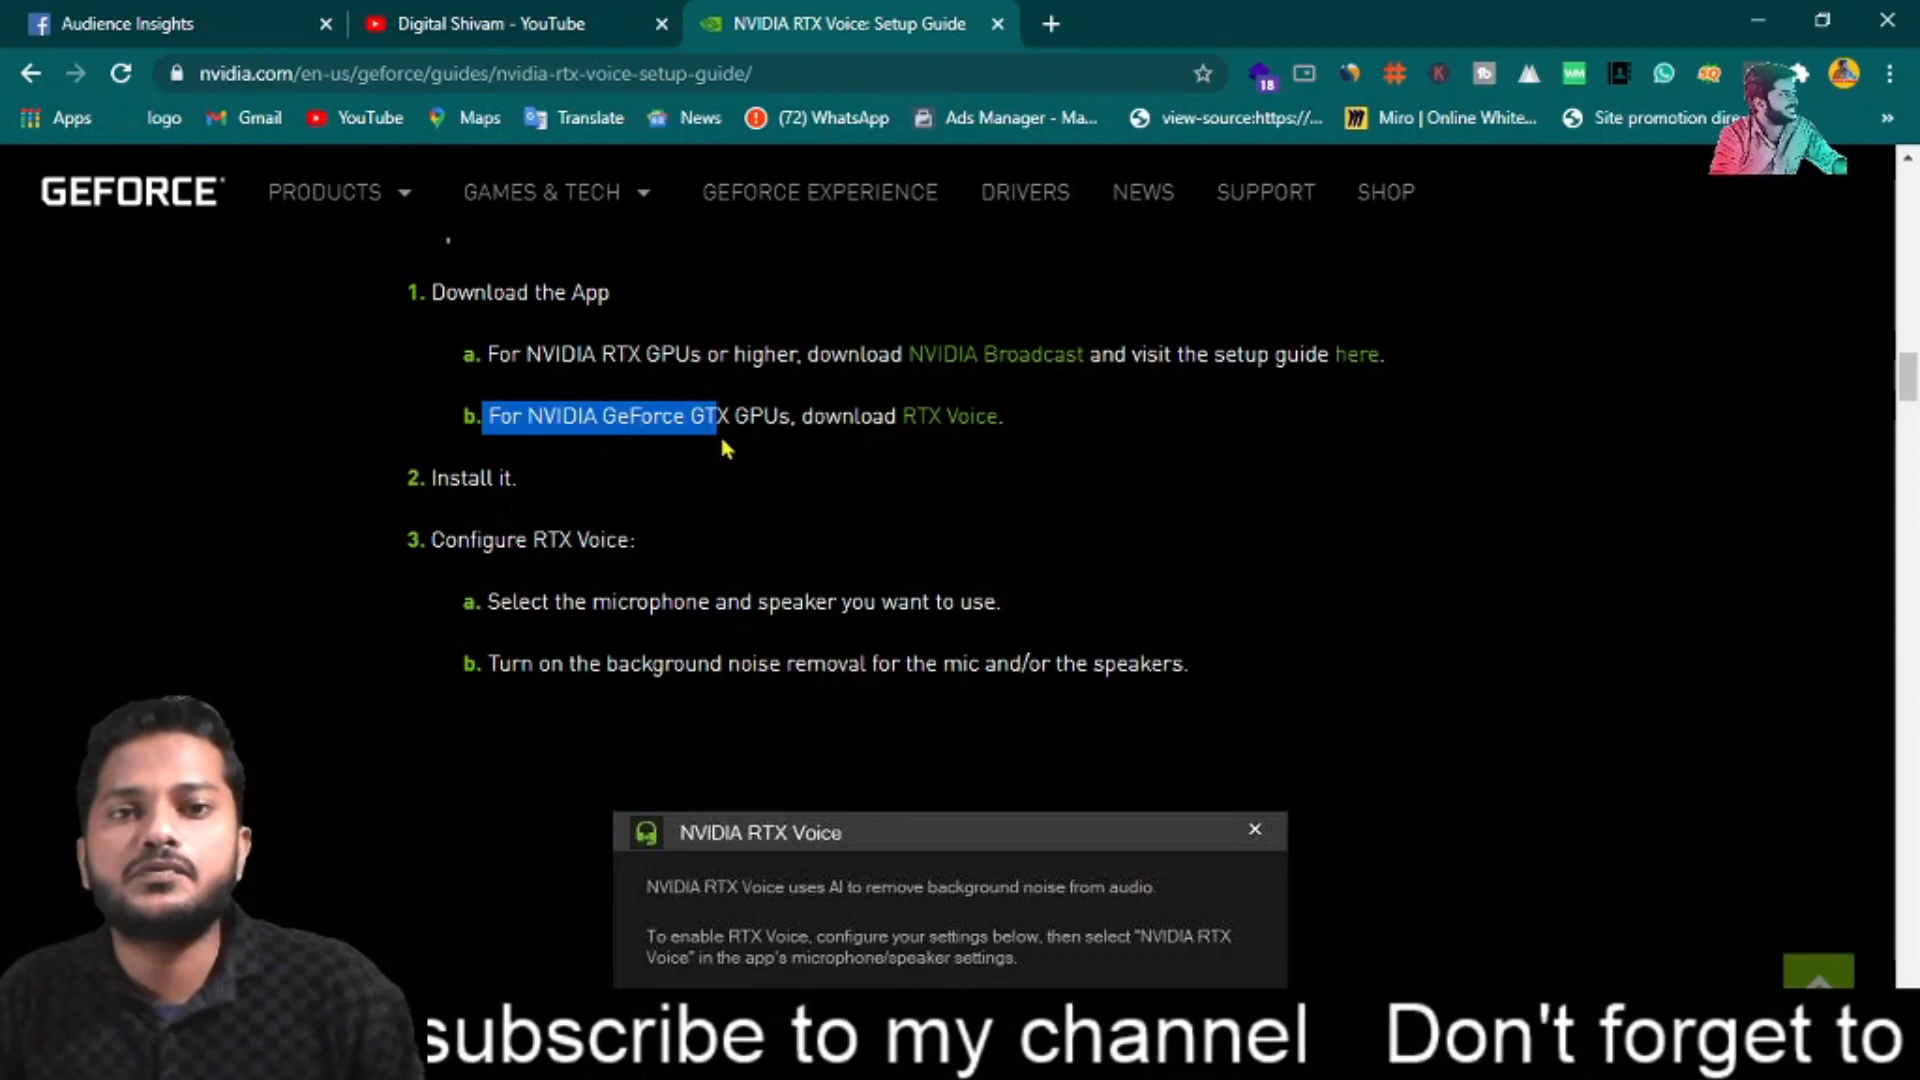 Audience Insights
Digital Shivam - YouTube
NVIDIA RTX Voice: Setup Guide
nvidia.com/en-us/geforce/guides/nvidia-rtx-voice-setup-guide/
18
WM
Apps
logo
Gmail
YouTube
Maps
Translate
News
(72) WhatsApp
Ads Manager - Ma...
view-source:https://...
Miro | Online White...
Site promotion dire
GEFORCE
PRODUCTS
GAMES & TECH
GEFORCE EXPERIENCE
DRIVERS
NEWS
SUPPORT
SHOP
1. Download the App
a. For NVIDIA RTX GPUs or higher, download NVIDIA Broadcast and visit the setup guide here.
b. For NVIDIA GeForce GTX GPUs, download RTX Voice.
2. Install it.
3. Configure RTX Voice:
a. Select the microphone and speaker you want to use.
b. Turn on the background noise removal for the mic and/or the speakers.
NVIDIA RTX Voice
NVIDIA RTX Voice uses AI to remove background noise from audio.
To enable RTX Voice, configure your settings below, then select "NVIDIA RTX
Voice" in the app's microphone/speaker settings.
subscribe to my channel Don't forget to